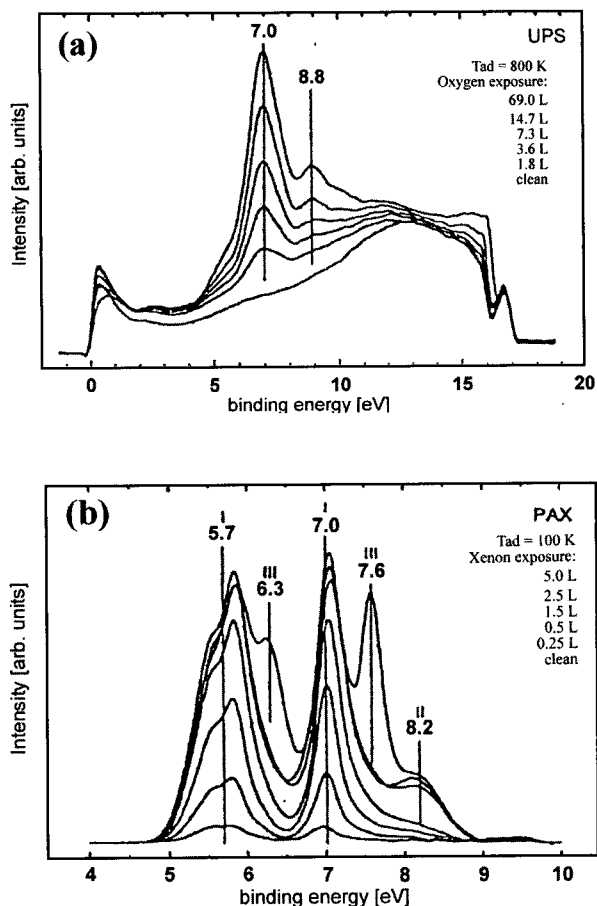 (a)
7.0
8.8
UPS
Tad = 800 K
Oxygen exposure:
69.0 L
14.7 L
7.3 L
3.6 L
1.8 L
clean
Intensity [arb. units]
0 5 10 15 20
binding energy [eV]
(b)
I
5.7
III
6.3
I
7.0
III
7.6
II
8.2
PAX
Tad = 100 K
Xenon exposure:
5.0 L
2.5 L
1.5 L
0.5 L
0.25 L
clean
Intensity [arb. units]
4 5 6 7 8 9 10
binding energy [eV]